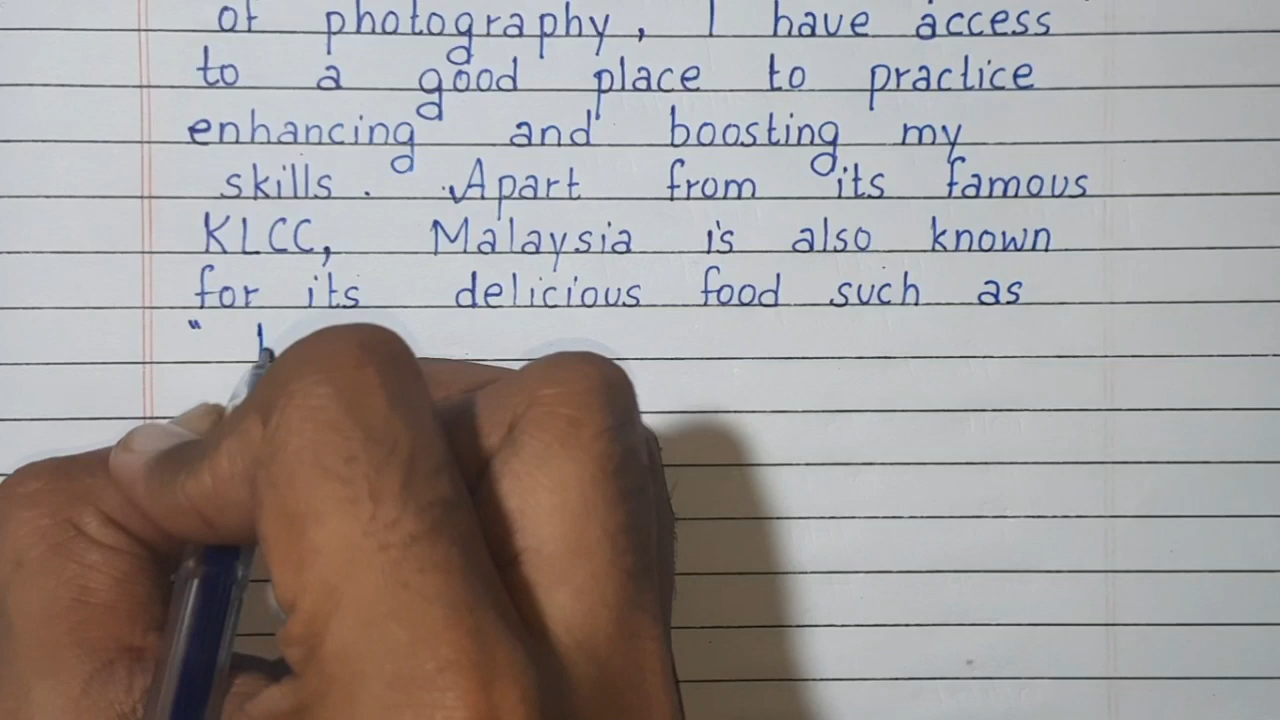 of photography, I have access
to a good place to practice
enhancing and boosting my
skills. Apart from its famous
KLCC, Malaysia is also known
for its delicious food such as
"